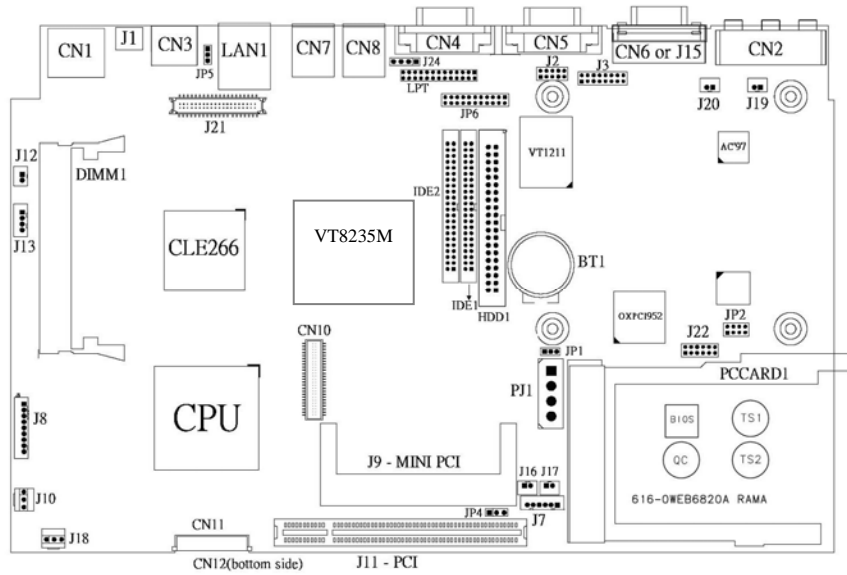 CN1
J1
CN3
JP5
LAN1
CN7
CN8
CN4
CN5
CN6 or J15
CN2
J24
LPT
J2
J3
JP6
J20
J19
J21
J12
DIMM1
J13
IDE2
VT1211
AC'97
CLE266
VT8235M
BT1
IDE1
HDD1
OXPCI952
JP2
CN10
JP1
J22
PCCARD1
CPU
PJ1
J8
BIOS
TS1
QC
TS2
J9 - MINI PCI
J16
J17
616-0WEB6820A RAMA
J10
JP4
J7
J18
CN11
CN12(bottom side)
J11 - PCI